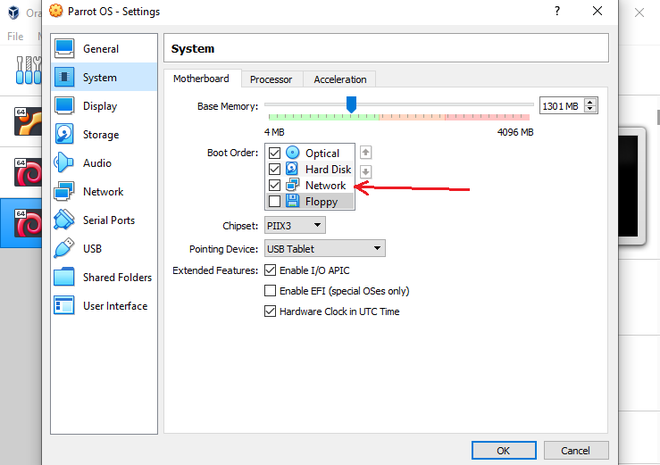 Ora
Parrot OS - Settings
?
File
General
System
Display
Storage
Audio
Network
Serial Ports
USB
Shared Folders
User Interface
System
Motherboard
Processor
Acceleration
Base Memory:
1301 MB
4 MB
4096 MB
Boot Order:
Optical
Hard Disk
Network
Floppy
Chipset:
PIIX3
Pointing Device:
USB Tablet
Extended Features:
Enable I/O APIC
Enable EFI (special OSes only)
Hardware Clock in UTC Time
OK
Cancel
64
64
64